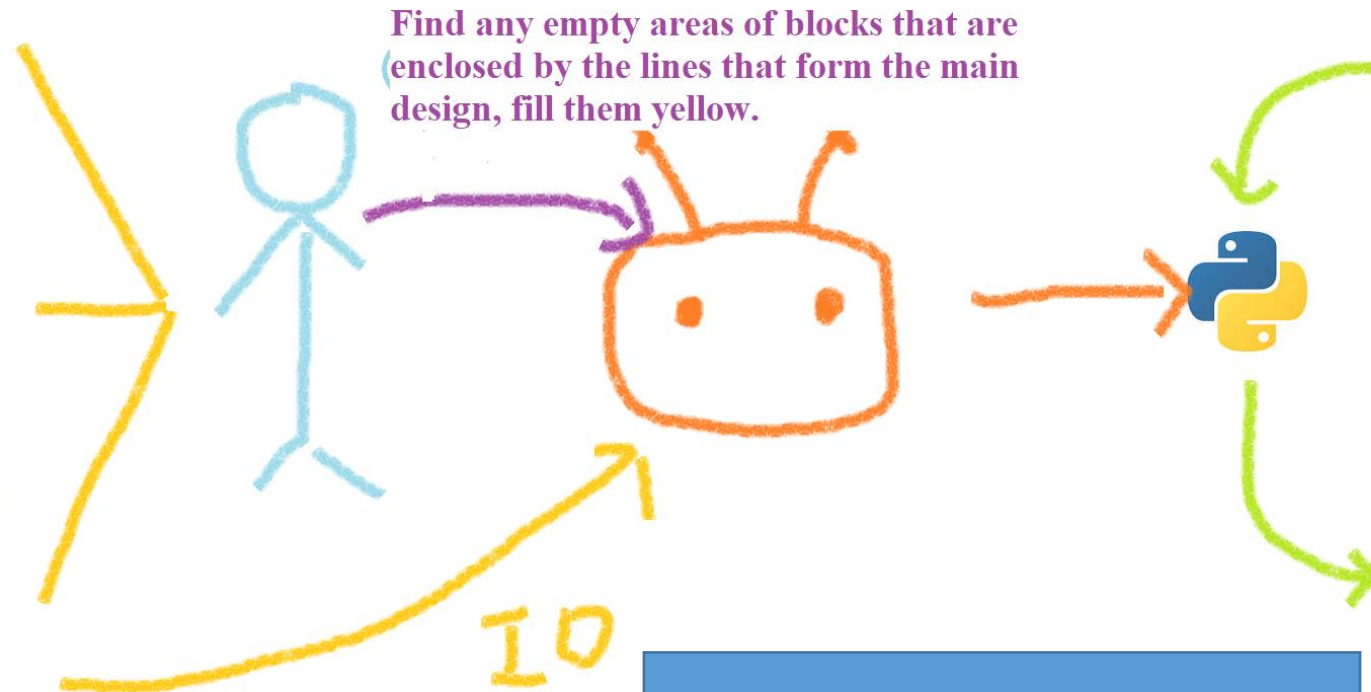 Find any empty areas of blocks that are
enclosed by the lines that form the main
design, fill them yellow.
IO